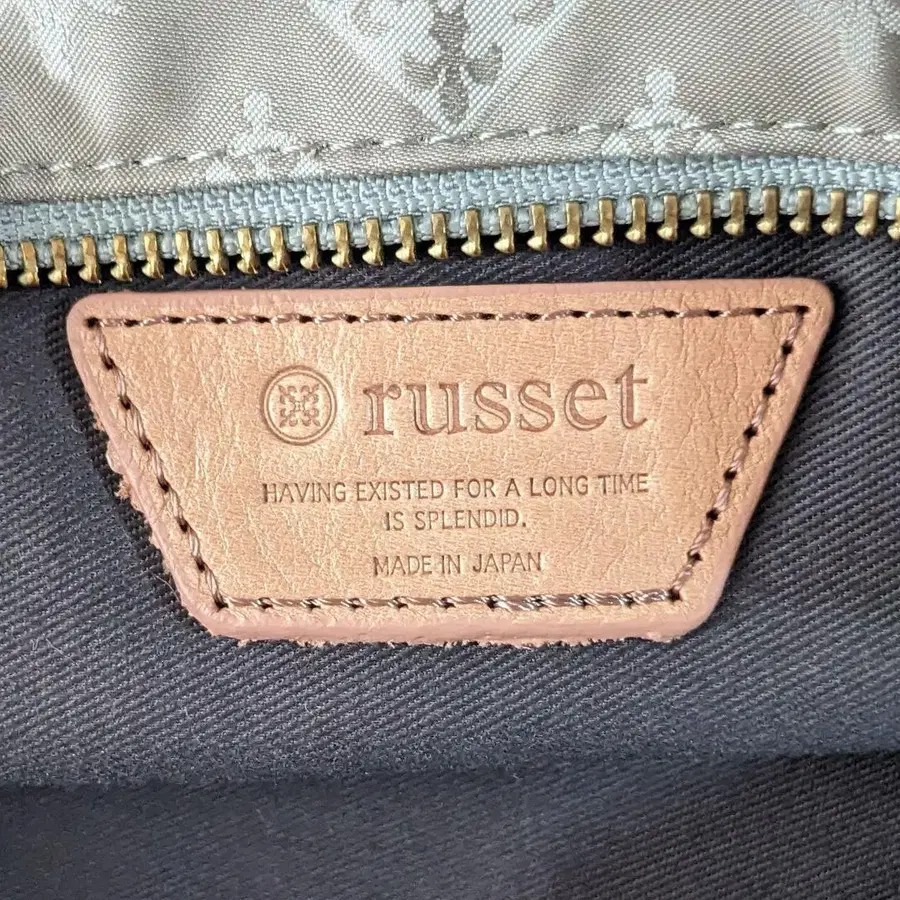 russet
HAVING EXISTED FOR A LONG TIME
IS SPLENDID.
MADE IN JAPAN